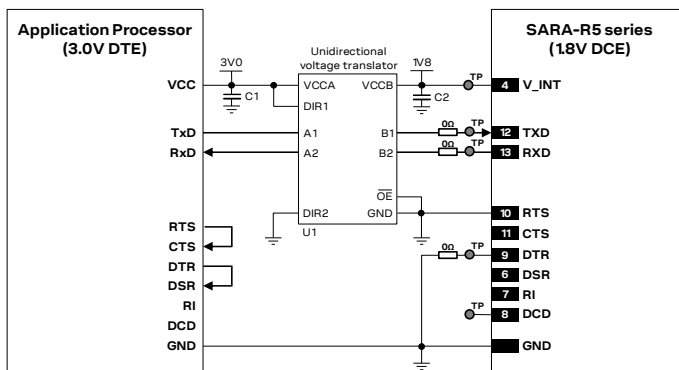 Application Processor
(3.0V DTE)
SARA-R5 series
(1.8V DCE)
Unidirectional
voltage translator
3V0
1V8
VCC
C1
VCCA
VCCB
C2
TP
4
V_INT
DIR1
TxD
A1
B1
0Ω
TP
12
TXD
RxD
A2
B2
0Ω
TP
13
RXD
OE
DIR2
GND
U1
RTS
10
RTS
CTS
11
CTS
DTR
0Ω
TP
9
DTR
DSR
6
DSR
RI
7
RI
DCD
TP
8
DCD
GND
GND